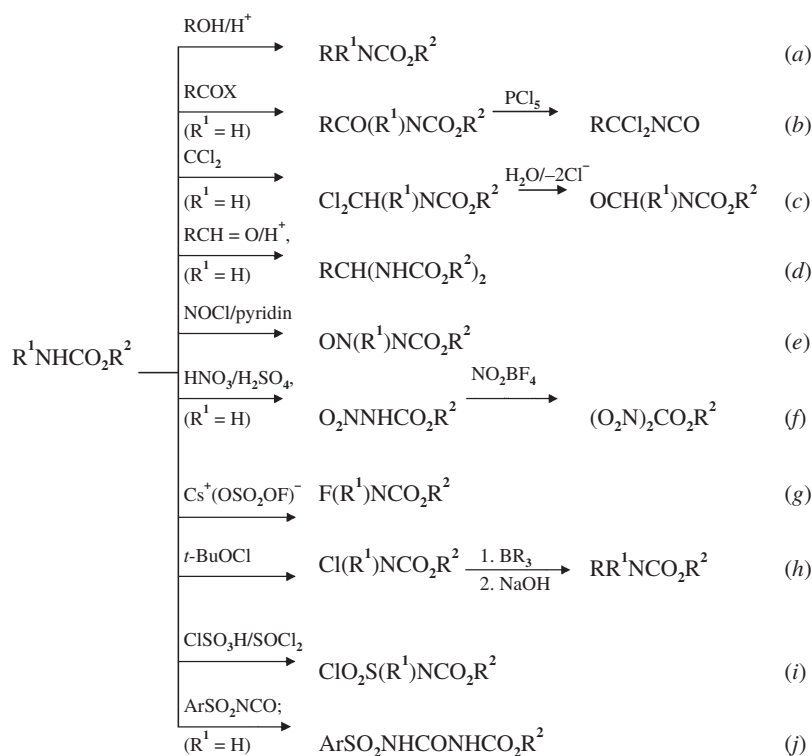 ROH/H⁺
RR¹NCO₂R² (a)
RCOX
(R¹ = H) RCO(R¹)NCO₂R² PCl₅ RCCl₂NCO (b)
CCl₂
(R¹ = H) Cl₂CH(R¹)NCO₂R² H₂O/–2Cl⁻ OCH(R¹)NCO₂R² (c)
RCH = O/H⁺,
(R¹ = H) RCH(NHCO₂R²)₂ (d)
NOCl/pyridin
ON(R¹)NCO₂R² (e)
R¹NHCO₂R²
HNO₃/H₂SO₄, NO₂BF₄
(R¹ = H) O₂NNHCO₂R² (O₂N)₂CO₂R² (f)
Cs⁺(OSO₂OF)⁻ F(R¹)NCO₂R² (g)
t-BuOCl Cl(R¹)NCO₂R² 1. BR₃ RR¹NCO₂R² (h)
2. NaOH
ClSO₃H/SOCl₂
ClO₂S(R¹)NCO₂R² (i)
ArSO₂NCO;
(R¹ = H) ArSO₂NHCONHCO₂R² (j)